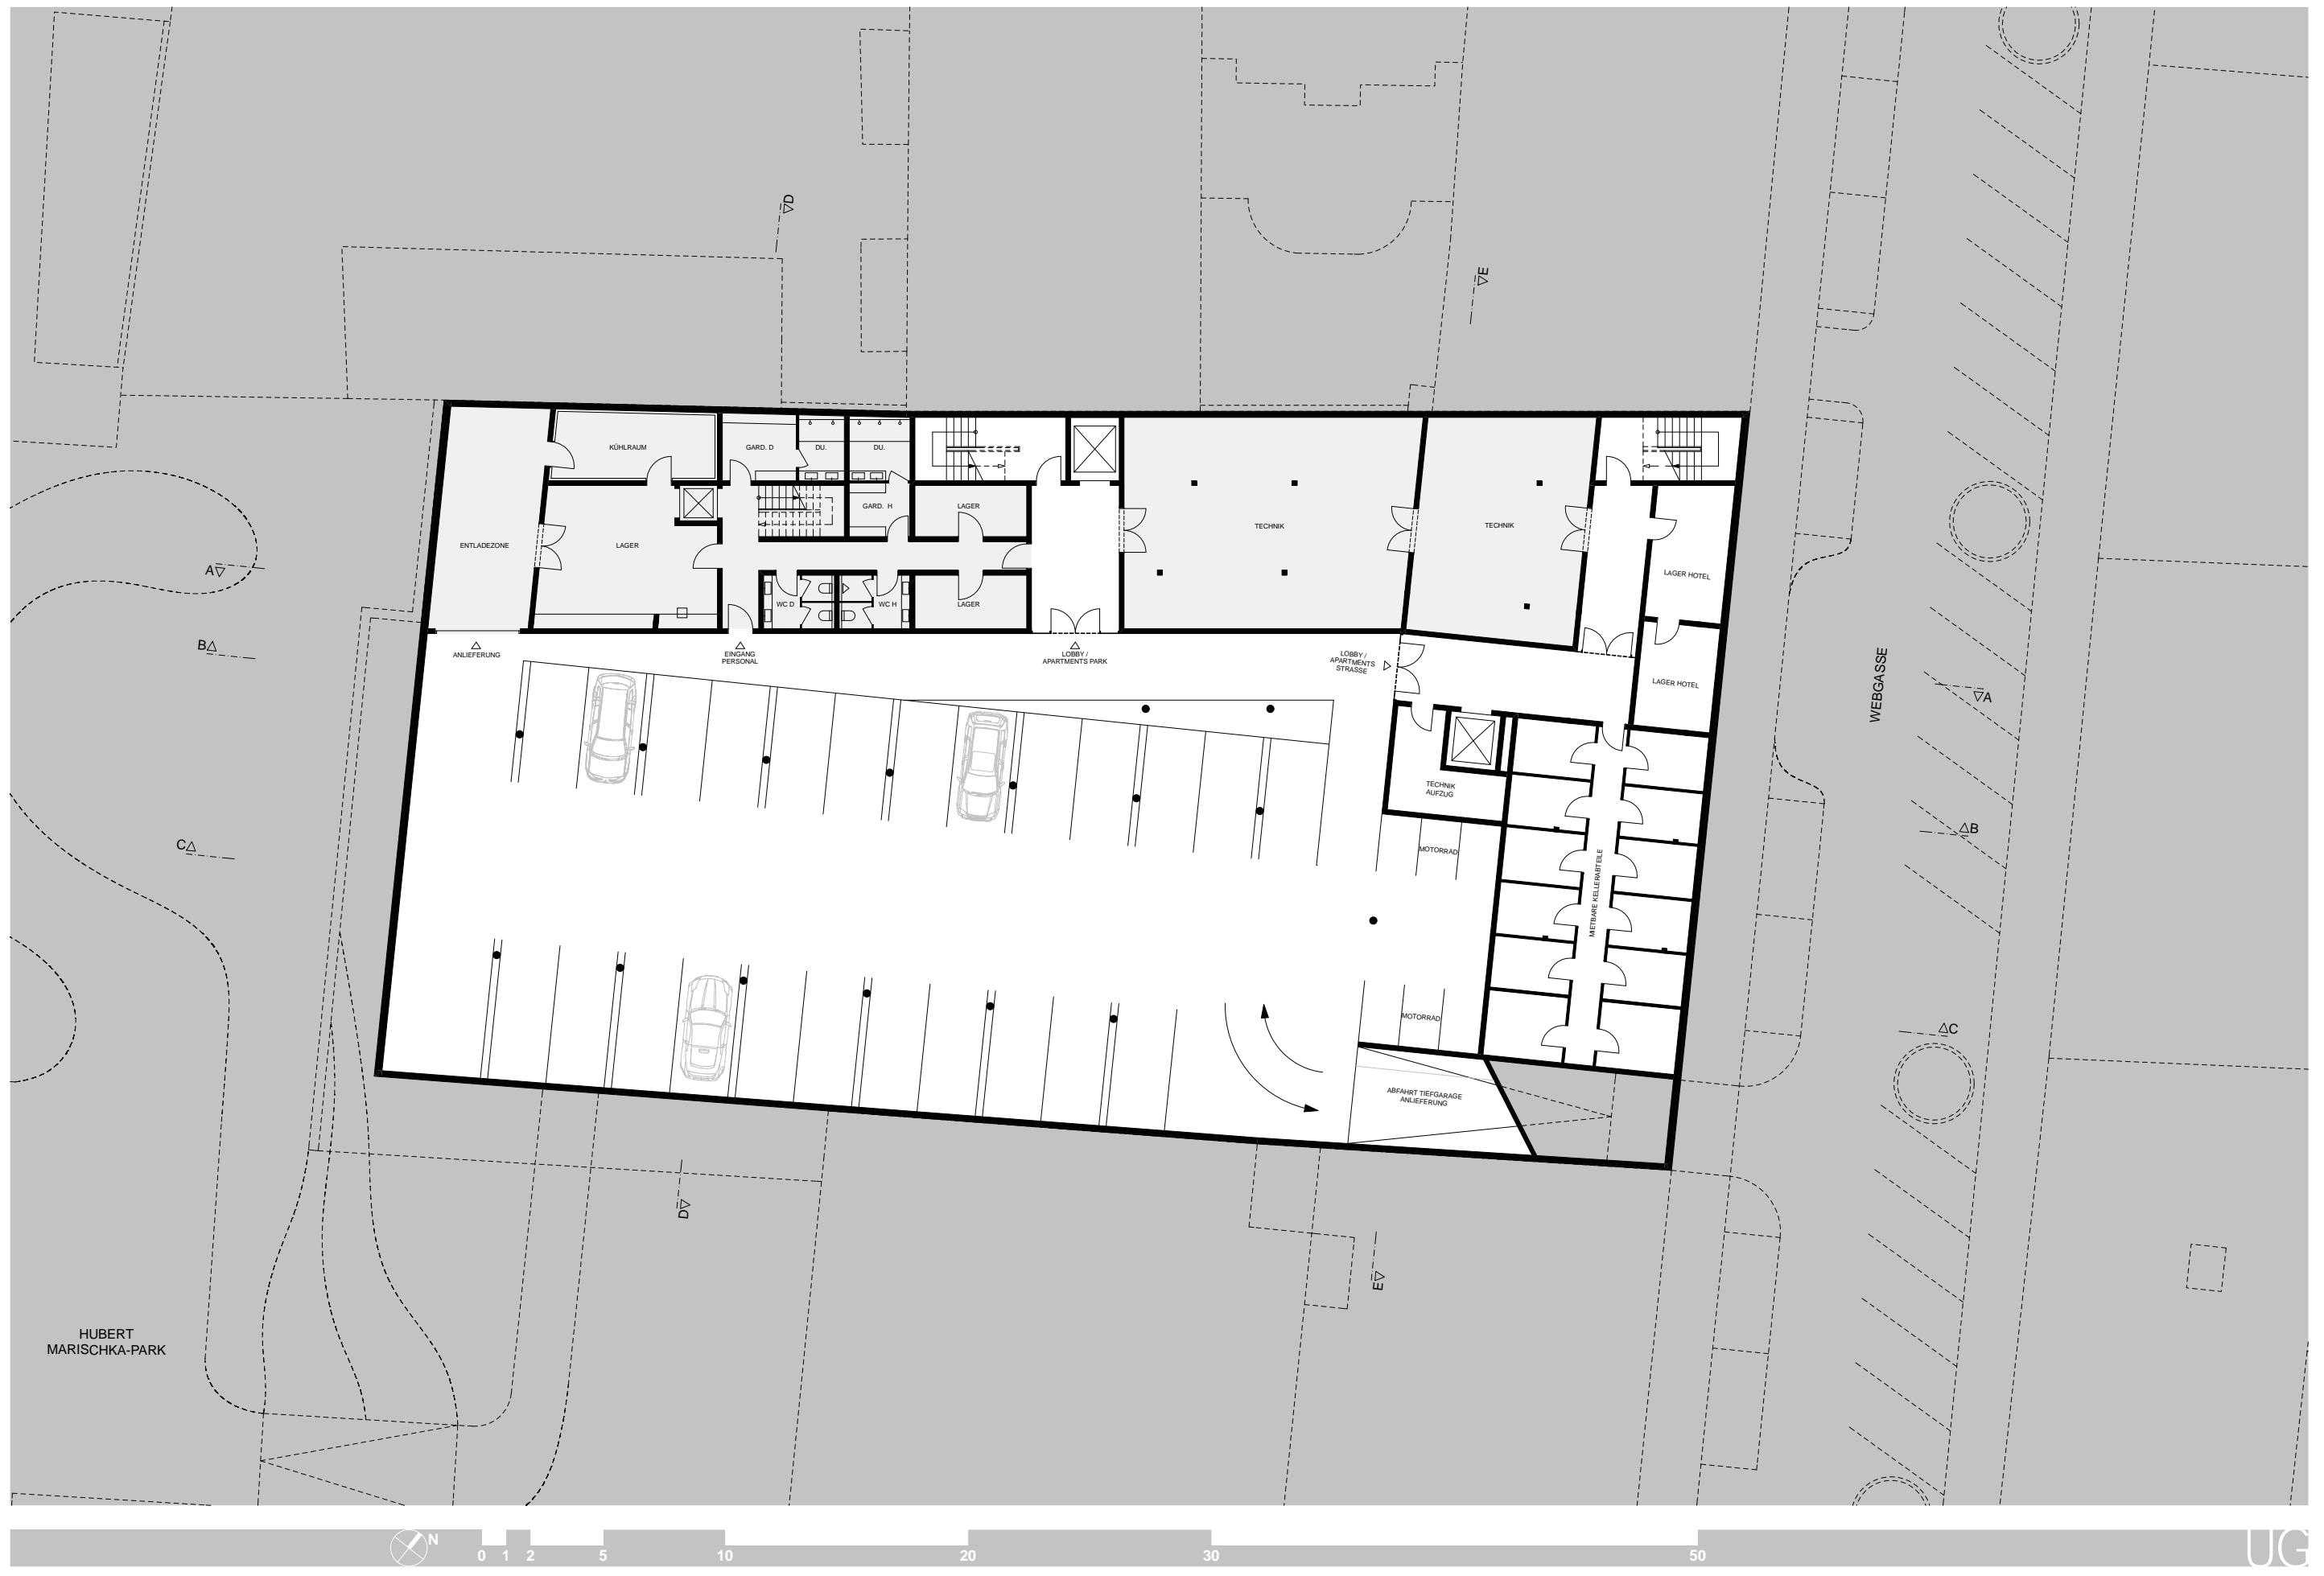 D
E
KÜHLRAUM
GARD. D
DU.
DU.
GARD. H
LAGER
TECHNIK
TECHNIK
ENTLADEZONE
LAGER
LAGER HOTEL
A
WC D
WC H
LAGER
B
ANLIEFERUNG
EINGANG
PERSONAL
LOBBY /
APARTMENTS PARK
LOBBY /
APARTMENTS
STRASSE
LAGER HOTEL
WEBGASSE
A
TECHNIK
AUFZUG
B
C
MOTORRAD
MIETBARE KELLERABTEILE
MOTORRAD
C
ABFAHRT TIEFGARAGE
ANLIEFERUNG
D
E
HUBERT
MARISCHKA-PARK
N
0 1 2 5 10 20 30 50
UG